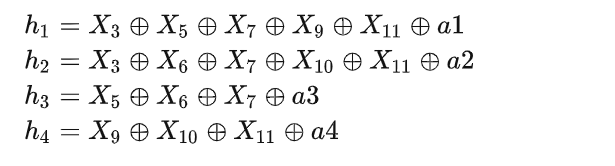 h₁ = X₃ ⊕ X₅ ⊕ X₇ ⊕ X₉ ⊕ X₁₁ ⊕ a1
h₂ = X₃ ⊕ X₆ ⊕ X₇ ⊕ X₁₀ ⊕ X₁₁ ⊕ a2
h₃ = X₅ ⊕ X₆ ⊕ X₇ ⊕ a3
h₄ = X₉ ⊕ X₁₀ ⊕ X₁₁ ⊕ a4